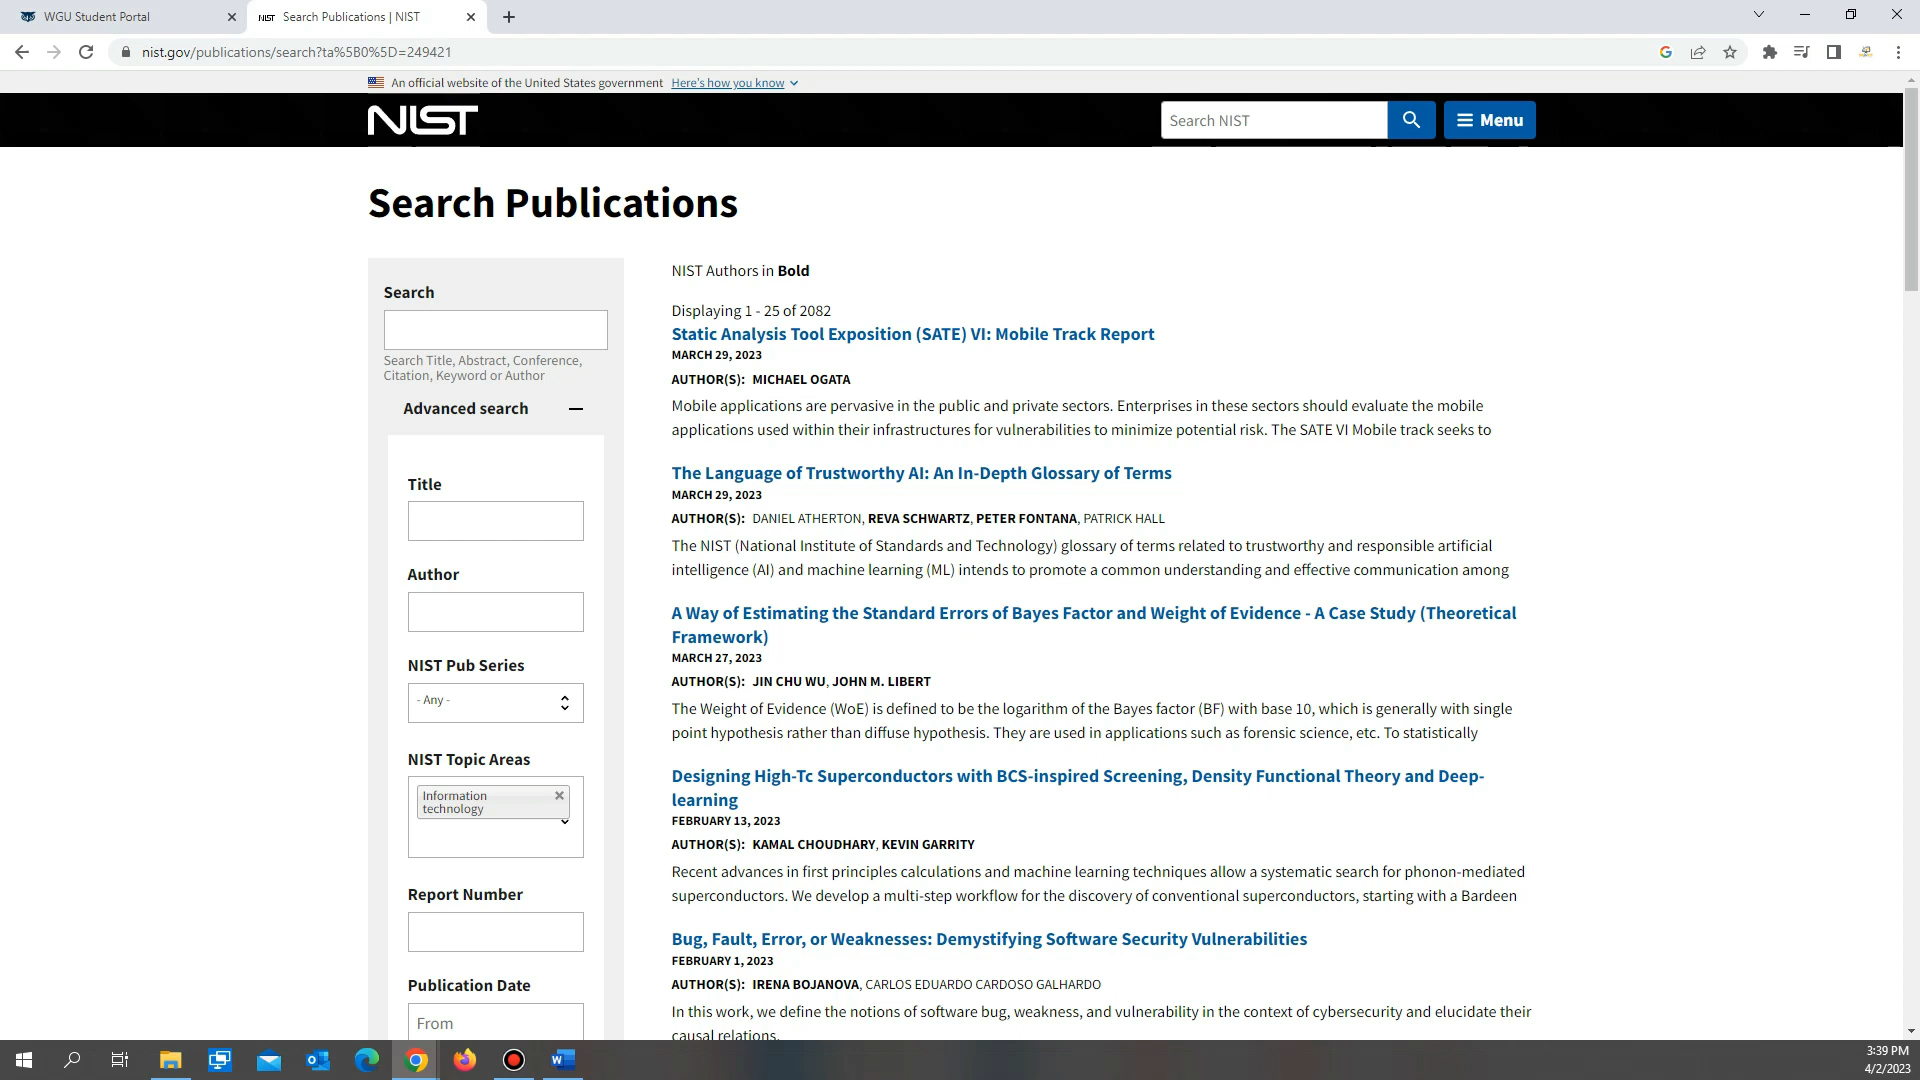 WGU Student Portal
NIST Search Publications | NIST
nist.gov/publications/search?ta%5B0%5D=249421
An official website of the United States government Here's how you know
NIST
Search NIST
Menu
Search Publications
Search
Search Title, Abstract, Conference,
Citation, Keyword or Author
Advanced search
Title
Author
NIST Pub Series
- Any -
NIST Topic Areas
Information
technology
Report Number
Publication Date
From
NIST Authors in Bold
Displaying 1 - 25 of 2082
Static Analysis Tool Exposition (SATE) VI: Mobile Track Report
MARCH 29, 2023
AUTHOR(S): MICHAEL OGATA
Mobile applications are pervasive in the public and private sectors. Enterprises in these sectors should evaluate the mobile
applications used within their infrastructures for vulnerabilities to minimize potential risk. The SATE VI Mobile track seeks to
The Language of Trustworthy AI: An In-Depth Glossary of Terms
MARCH 29, 2023
AUTHOR(S): DANIEL ATHERTON, REVA SCHWARTZ, PETER FONTANA, PATRICK HALL
The NIST (National Institute of Standards and Technology) glossary of terms related to trustworthy and responsible artificial
intelligence (AI) and machine learning (ML) intends to promote a common understanding and effective communication among
A Way of Estimating the Standard Errors of Bayes Factor and Weight of Evidence - A Case Study (Theoretical
Framework)
MARCH 27, 2023
AUTHOR(S): JIN CHU WU, JOHN M. LIBERT
The Weight of Evidence (WoE) is defined to be the logarithm of the Bayes factor (BF) with base 10, which is generally with single
point hypothesis rather than diffuse hypothesis. They are used in applications such as forensic science, etc. To statistically
Designing High-Tc Superconductors with BCS-inspired Screening, Density Functional Theory and Deep-
learning
FEBRUARY 13, 2023
AUTHOR(S): KAMAL CHOUDHARY, KEVIN GARRITY
Recent advances in first principles calculations and machine learning techniques allow a systematic search for phonon-mediated
superconductors. We develop a multi-step workflow for the discovery of conventional superconductors, starting with a Bardeen
Bug, Fault, Error, or Weaknesses: Demystifying Software Security Vulnerabilities
FEBRUARY 1, 2023
AUTHOR(S): IRENA BOJANOVA, CARLOS EDUARDO CARDOSO GALHARDO
In this work, we define the notions of software bug, weakness, and vulnerability in the context of cybersecurity and elucidate their
causal relations.
3:39 PM
4/2/2023